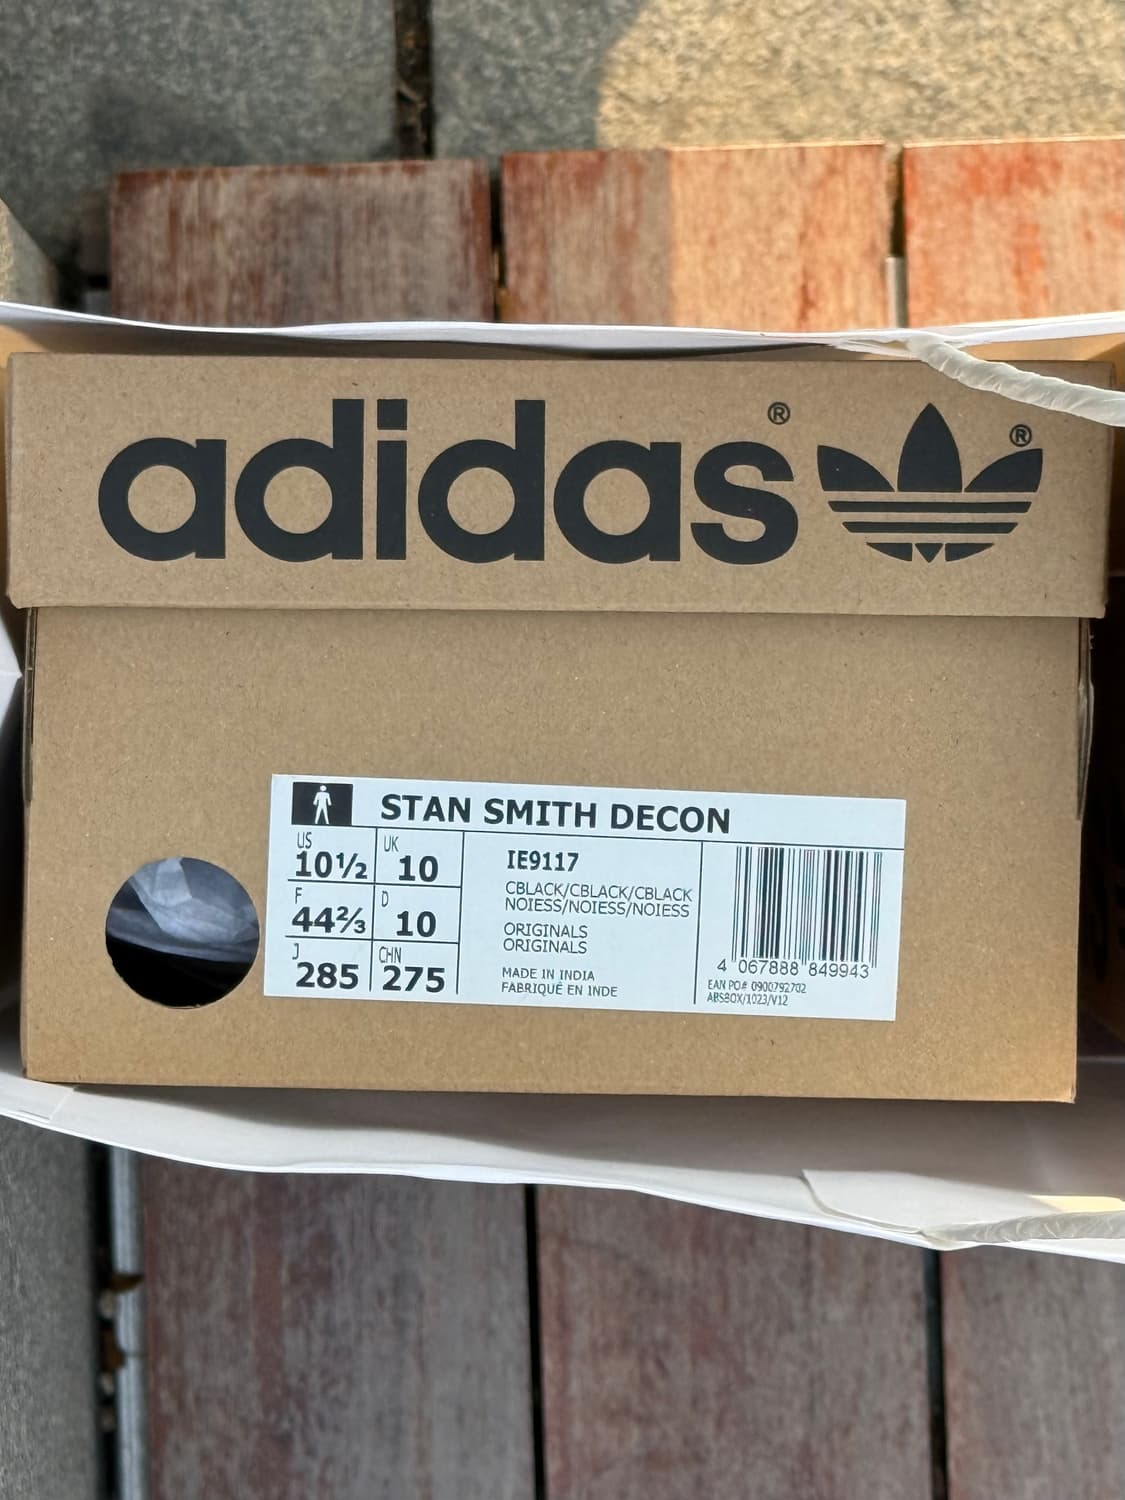 adidas®
®
STAN SMITH DECON
US
10½
UK
10
F
44⅔
D
10
J
285
CHN
275
IE9117
CBLACK/CBLACK/CBLACK
NOIESS/NOIESS/NOIESS
ORIGINALS
ORIGINALS
MADE IN INDIA
FABRIQUÉ EN INDE
4 067888 849943
EAN PO# 0900792702
ABSBOX/1023/V12